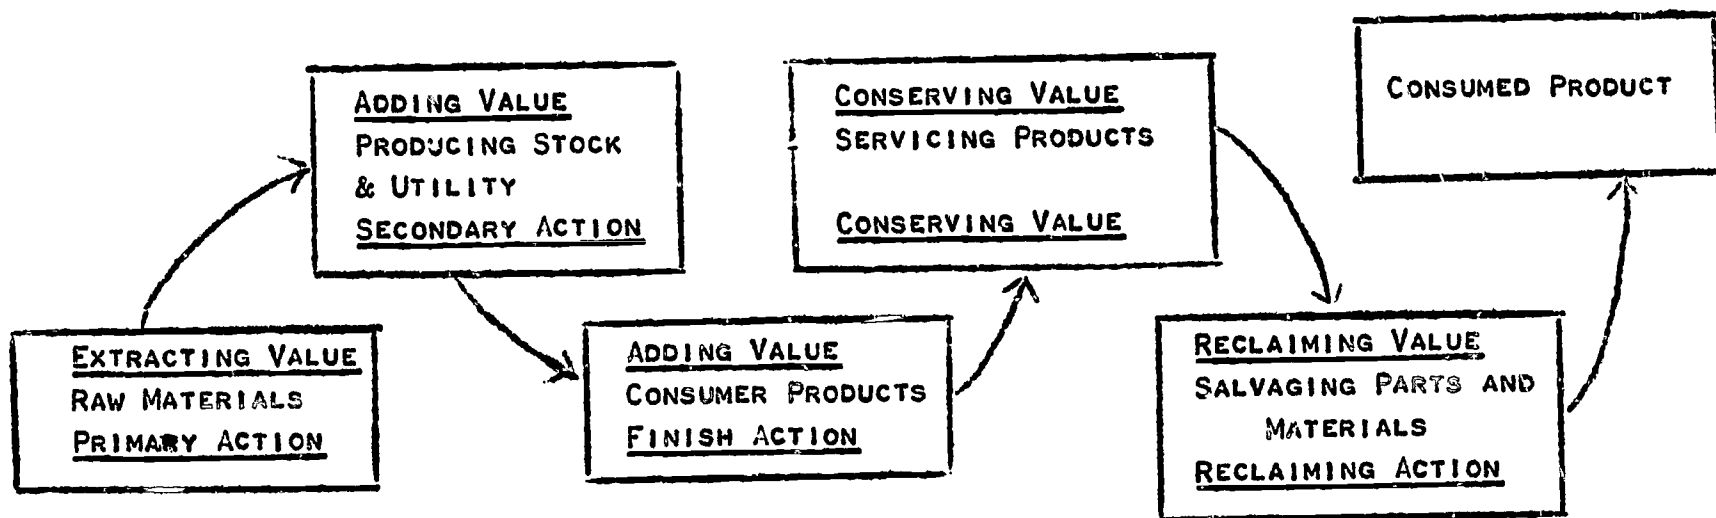 EXTRACTING VALUE
RAW MATERIALS
PRIMARY ACTION
ADDING VALUE
PRODUCING STOCK
& UTILITY
SECONDARY ACTION
ADDING VALUE
CONSUMER PRODUCTS
FINISH ACTION
CONSERVING VALUE
SERVICING PRODUCTS
CONSERVING VALUE
RECLAIMING VALUE
SALVAGING PARTS AND
MATERIALS
RECLAIMING ACTION
CONSUMED PRODUCT